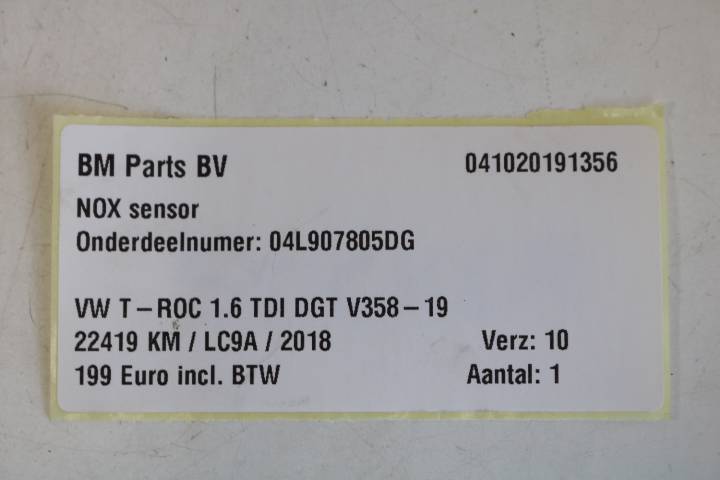 BM Parts BV 041020191356
NOX sensor
Onderdeelnumer: 04L907805DG
VW T-ROC 1.6 TDI DGT V358-19
22419 KM / LC9A / 2018 Verz: 10
199 Euro incl. BTW Aantal: 1